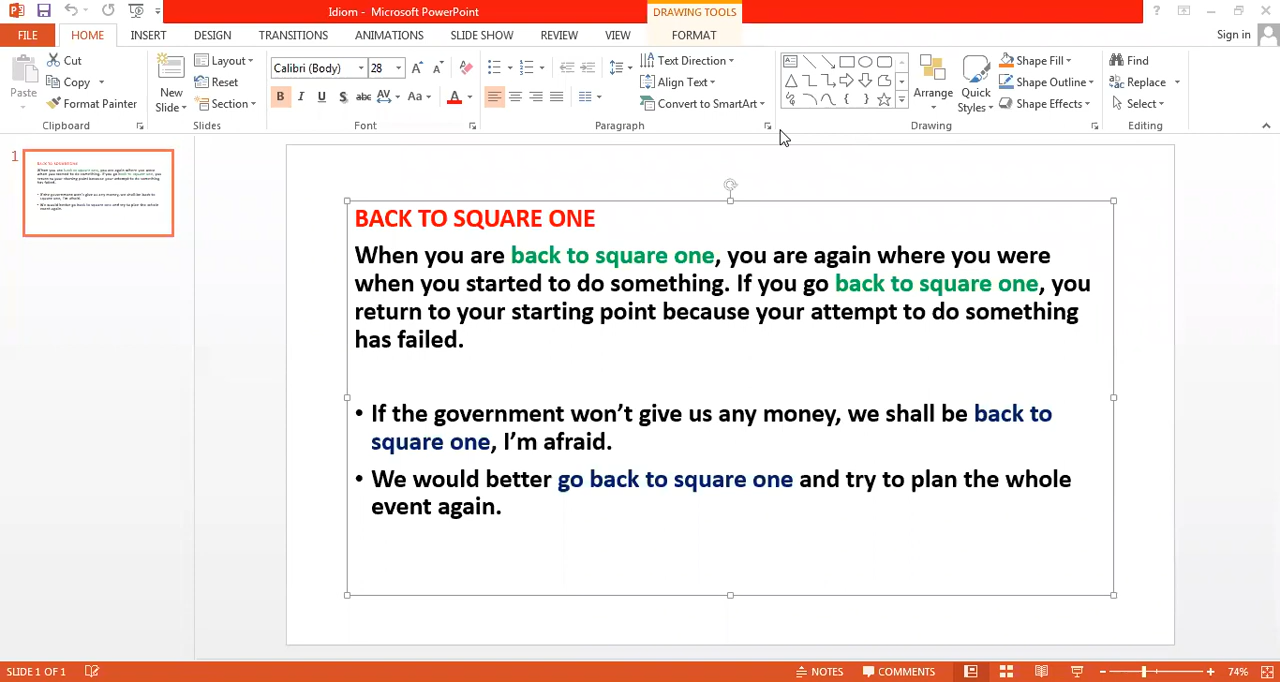 Idiom - Microsoft PowerPoint
DRAWING TOOLS
?
FILE HOME INSERT DESIGN TRANSITIONS ANIMATIONS SLIDE SHOW REVIEW VIEW FORMAT Sign in
Paste
Cut
Copy
Format Painter
Clipboard
New Slide
Layout
Reset
Section
Slides
Calibri (Body) 28
B I U S abc AV Aa A
Font
Text Direction
Align Text
Convert to SmartArt
Paragraph
Arrange
Quick Styles
Shape Fill
Shape Outline
Shape Effects
Drawing
Find
Replace
Select
Editing
1
BACK TO SQUARE ONE
When you are back to square one, you are again where you were
when you started to do something. If you go back to square one, you
return to your starting point because your attempt to do something
has failed.
• If the government won't give us any money, we shall be back to
square one, I'm afraid.
• We would better go back to square one and try to plan the whole
event again.
SLIDE 1 OF 1
NOTES COMMENTS 74%